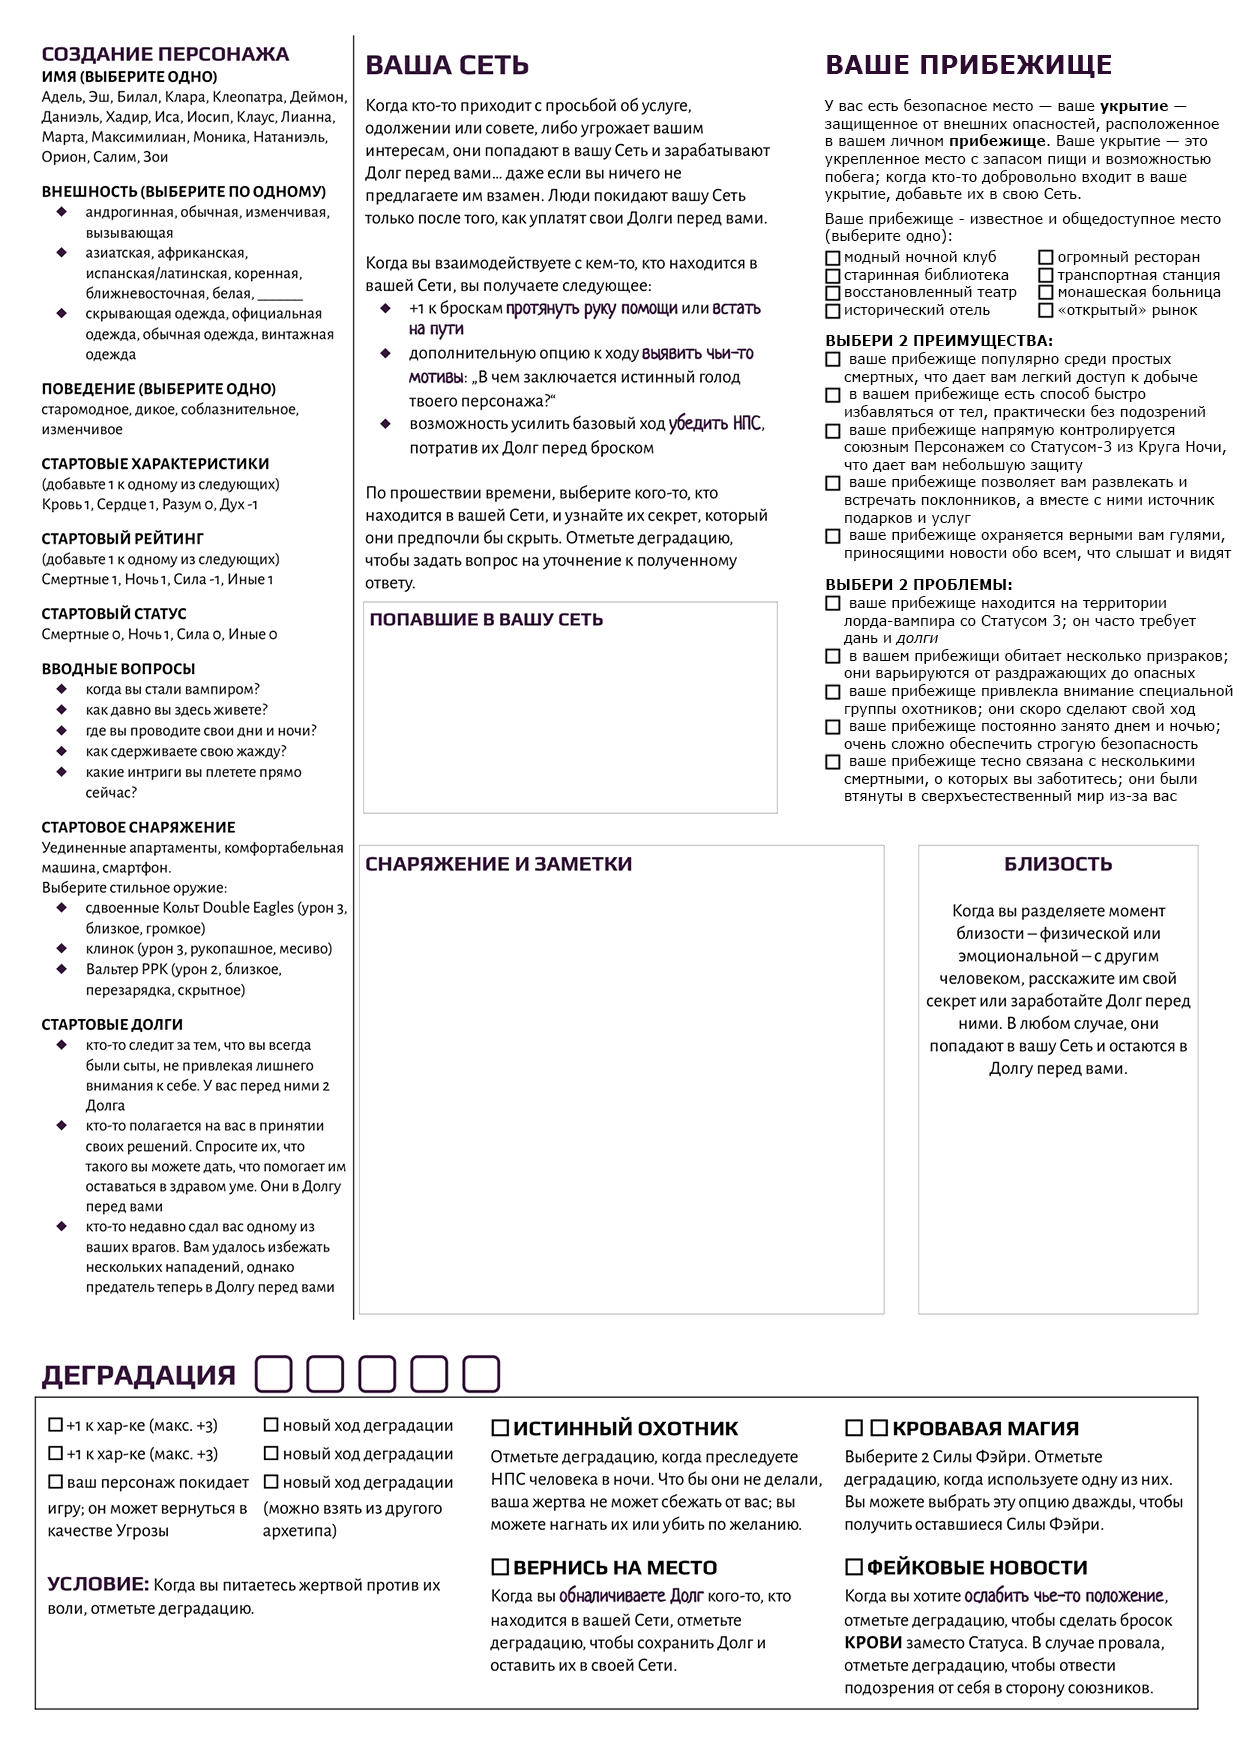 СОЗДАНИЕ ПЕРСОНАЖА
ИМЯ (ВЫБЕРИТЕ ОДНО)
Адель, Эш, Билал, Клара, Клеопатра, Деймон,
Даниэль, Хадир, Иса, Иосип, Клаус, Лианна,
Марта, Максимилиан, Моника, Натаниэль,
Орион, Салим, Зои
ВНЕШНОСТЬ (ВЫБЕРИТЕ ПО ОДНОМУ)
◆ андрогинная, обычная, изменчивая,
вызывающая
◆ азиатская, африканская,
испанская/латинская, коренная,
ближневосточная, белая, ______
◆ скрывающая одежда, официальная
одежда, обычная одежда, винтажная
одежда
ПОВЕДЕНИЕ (ВЫБЕРИТЕ ОДНО)
старомодное, дикое, соблазнительное,
изменчивое
СТАРТОВЫЕ ХАРАКТЕРИСТИКИ
(добавьте 1 к одному из следующих)
Кровь 1, Сердце 1, Разум 0, Дух -1
СТАРТОВЫЙ РЕЙТИНГ
(добавьте 1 к одному из следующих)
Смертные 1, Ночь 1, Сила -1, Иные 1
СТАРТОВЫЙ СТАТУС
Смертные 0, Ночь 1, Сила 0, Иные 0
ВВОДНЫЕ ВОПРОСЫ
◆ когда вы стали вампиром?
◆ как давно вы здесь живете?
◆ где вы проводите свои дни и ночи?
◆ как сдерживаете свою жажду?
◆ какие интриги вы плетете прямо
сейчас?
СТАРТОВОЕ СНАРЯЖЕНИЕ
Уединенные апартаменты, комфортабельная
машина, смартфон.
Выберите стильное оружие:
◆ сдвоенные Кольт Double Eagles (урон 3,
близкое, громкое)
◆ клинок (урон 3, рукопашное, месиво)
◆ Вальтер PPK (урон 2, близкое,
перезарядка, скрытное)
СТАРТОВЫЕ ДОЛГИ
◆ кто-то следит за тем, что вы всегда
были сыты, не привлекая лишнего
внимания к себе. У вас перед ними 2
Долга
◆ кто-то полагается на вас в принятии
своих решений. Спросите их, что
такого вы можете дать, что помогает им
оставаться в здравом уме. Они в Долгу
перед вами
◆ кто-то недавно сдал вас одному из
ваших врагов. Вам удалось избежать
нескольких нападений, однако
предатель теперь в Долгу перед вами
ВАША СЕТЬ
Когда кто-то приходит с просьбой об услуге,
одолжении или совете, либо угрожает вашим
интересам, они попадают в вашу Сеть и зарабатывают
Долг перед вами... даже если вы ничего не
предлагаете им взамен. Люди покидают вашу Сеть
только после того, как уплатят свои Долги перед вами.
Когда вы взаимодействуете с кем-то, кто находится в
вашей Сети, вы получаете следующее:
◆ +1 к броскам протянуть руку помощи или встать
на пути
◆ дополнительную опцию к ходу выявить чьи-то
мотивы: „В чем заключается истинный голод
твоего персонажа?“
◆ возможность усилить базовый ход убедить НПС,
потратив их Долг перед броском
По прошествии времени, выберите кого-то, кто
находится в вашей Сети, и узнайте их секрет, который
они предпочли бы скрыть. Отметьте деградацию,
чтобы задать вопрос на уточнение к полученному
ответу.
ПОПАВШИЕ В ВАШУ СЕТЬ
ВАШЕ ПРИБЕЖИЩЕ
У вас есть безопасное место — ваше укрытие —
защищенное от внешних опасностей, расположенное
в вашем личном прибежище. Ваше укрытие — это
укрепленное место с запасом пищи и возможностью
побега; когда кто-то добровольно входит в ваше
укрытие, добавьте их в свою Сеть.
Ваше прибежище - известное и общедоступное место
(выберите одно):
☐ модный ночной клуб ☐ огромный ресторан
☐ старинная библиотека ☐ транспортная станция
☐ восстановленный театр ☐ монашеская больница
☐ исторический отель ☐ «открытый» рынок
ВЫБЕРИ 2 ПРЕИМУЩЕСТВА:
☐ ваше прибежище популярно среди простых
смертных, что дает вам легкий доступ к добыче
☐ в вашем прибежище есть способ быстро
избавляться от тел, практически без подозрений
☐ ваше прибежище напрямую контролируется
союзным Персонажем со Статусом-3 из Круга Ночи,
что дает вам небольшую защиту
☐ ваше прибежище позволяет вам развлекать и
встречать поклонников, а вместе с ними источник
подарков и услуг
☐ ваше прибежище охраняется верными вам гулями,
приносящими новости обо всем, что слышат и видят
ВЫБЕРИ 2 ПРОБЛЕМЫ:
☐ ваше прибежище находится на территории
лорда-вампира со Статусом 3; он часто требует
дань и долги
☐ в вашем прибежищи обитает несколько призраков;
они варьируются от раздражающих до опасных
☐ ваше прибежище привлекла внимание специальной
группы охотников; они скоро сделают свой ход
☐ ваше прибежище постоянно занято днем и ночью;
очень сложно обеспечить строгую безопасность
☐ ваше прибежище тесно связана с несколькими
смертными, о которых вы заботитесь; они были
втянуты в сверхъестественный мир из-за вас
СНАРЯЖЕНИЕ И ЗАМЕТКИ
БЛИЗОСТЬ
Когда вы разделяете момент
близости – физической или
эмоциональной – с другим
человеком, расскажите им свой
секрет или заработайте Долг перед
ними. В любом случае, они
попадают в вашу Сеть и остаются в
Долгу перед вами.
ДЕГРАДАЦИЯ
☐ +1 к хар-ке (макс. +3)
☐ +1 к хар-ке (макс. +3)
☐ ваш персонаж покидает
игру; он может вернуться в
качестве Угрозы
☐ новый ход деградации
☐ новый ход деградации
☐ новый ход деградации
(можно взять из другого
архетипа)
УСЛОВИЕ: Когда вы питаетесь жертвой против их
воли, отметьте деградацию.
☐ ИСТИННЫЙ ОХОТНИК
Отметьте деградацию, когда преследуете
НПС человека в ночи. Что бы они не делали,
ваша жертва не может сбежать от вас; вы
можете нагнать их или убить по желанию.
☐ ВЕРНИСЬ НА МЕСТО
Когда вы обналичиваете Долг кого-то, кто
находится в вашей Сети, отметьте
деградацию, чтобы сохранить Долг и
оставить их в своей Сети.
☐ ☐ КРОВАВАЯ МАГИЯ
Выберите 2 Силы Фэйри. Отметьте
деградацию, когда используете одну из них.
Вы можете выбрать эту опцию дважды, чтобы
получить оставшиеся Силы Фэйри.
☐ ФЕЙКОВЫЕ НОВОСТИ
Когда вы хотите ослабить чье-то положение,
отметьте деградацию, чтобы сделать бросок
КРОВИ заместо Статуса. В случае провала,
отметьте деградацию, чтобы отвести
подозрения от себя в сторону союзников.